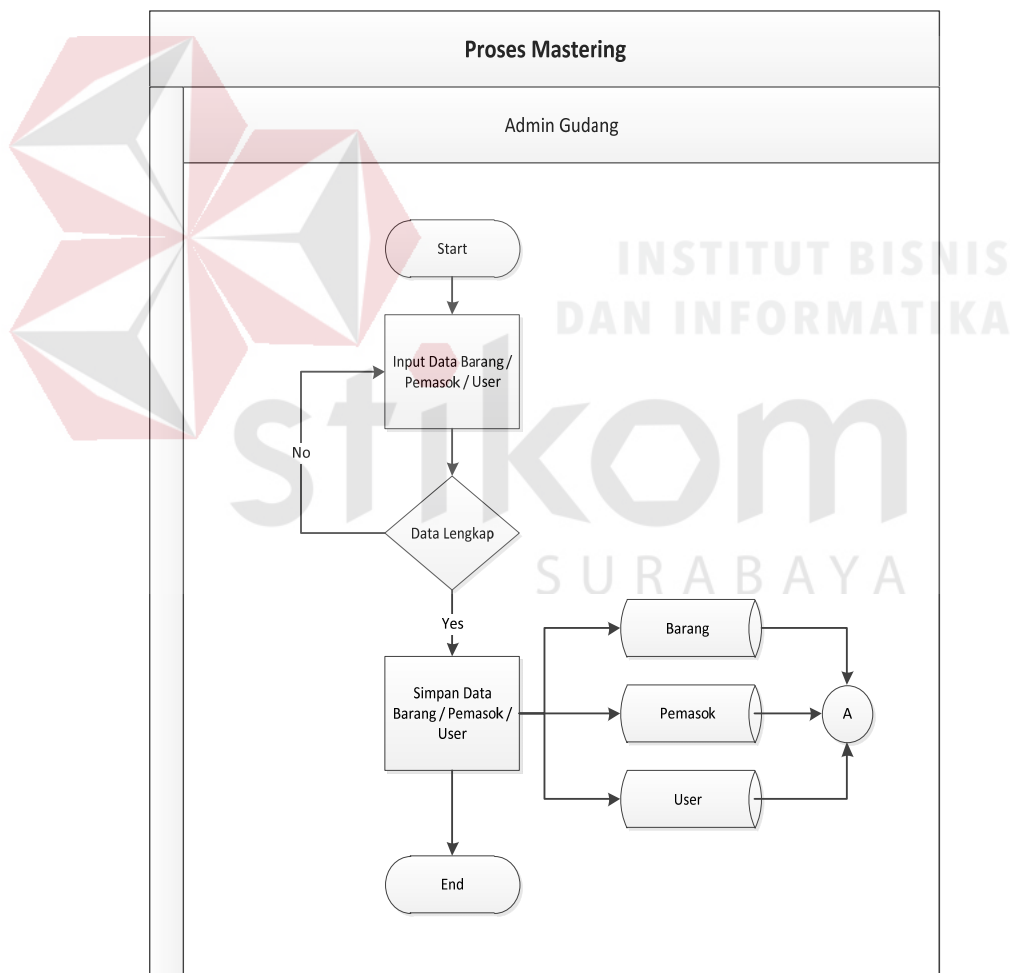 Proses Mastering
Admin Gudang
Start
INSTITUT BISNIS
DAN INFORMATIKA
Input Data Barang /
Pemasok / User
stikom
No
Data Lengkap
SURABAYA
Yes
Barang
Simpan Data
Barang / Pemasok /
User
Pemasok
A
User
End